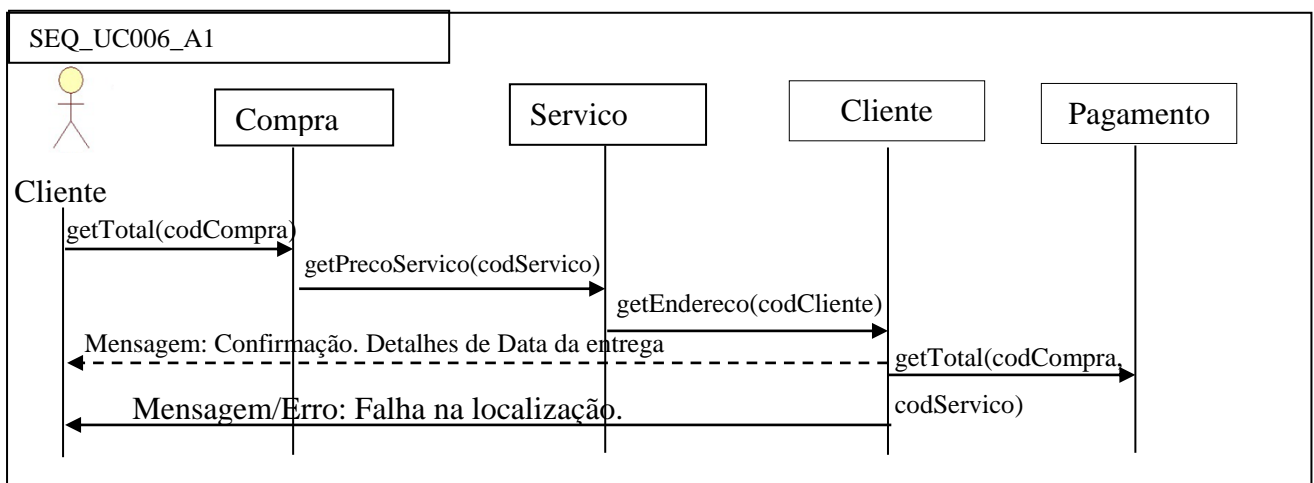 SEQ_UC006_A1
Compra
Servico
Cliente
Pagamento
Cliente
getTotal(codCompra)
getPrecoServico(codServico)
getEndereco(codCliente)
Mensagem: Confirmação. Detalhes de Data da entrega
getTotal(codCompra,
codServico)
Mensagem/Erro: Falha na localização.